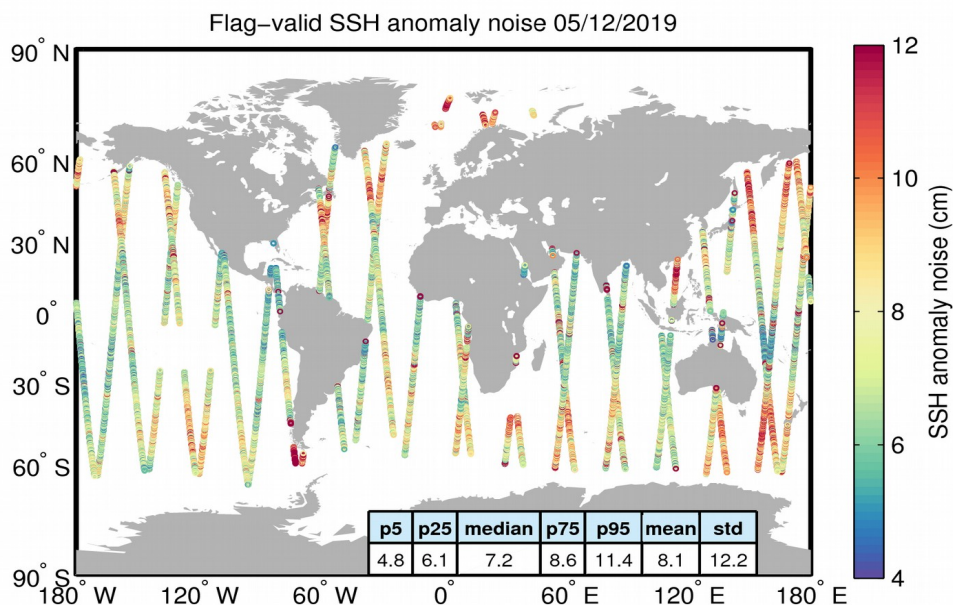 Flag−valid SSH anomaly noise 05/12/2019
90° N
60° N
30° N
0°
30° S
60° S
90° S
180° W
120° W
60° W
0°
60° E
120° E
180° E
p5 p25 median p75 p95 mean std
4.8 6.1 7.2 8.6 11.4 8.1 12.2
12
10
8
6
4
SSH anomaly noise (cm)